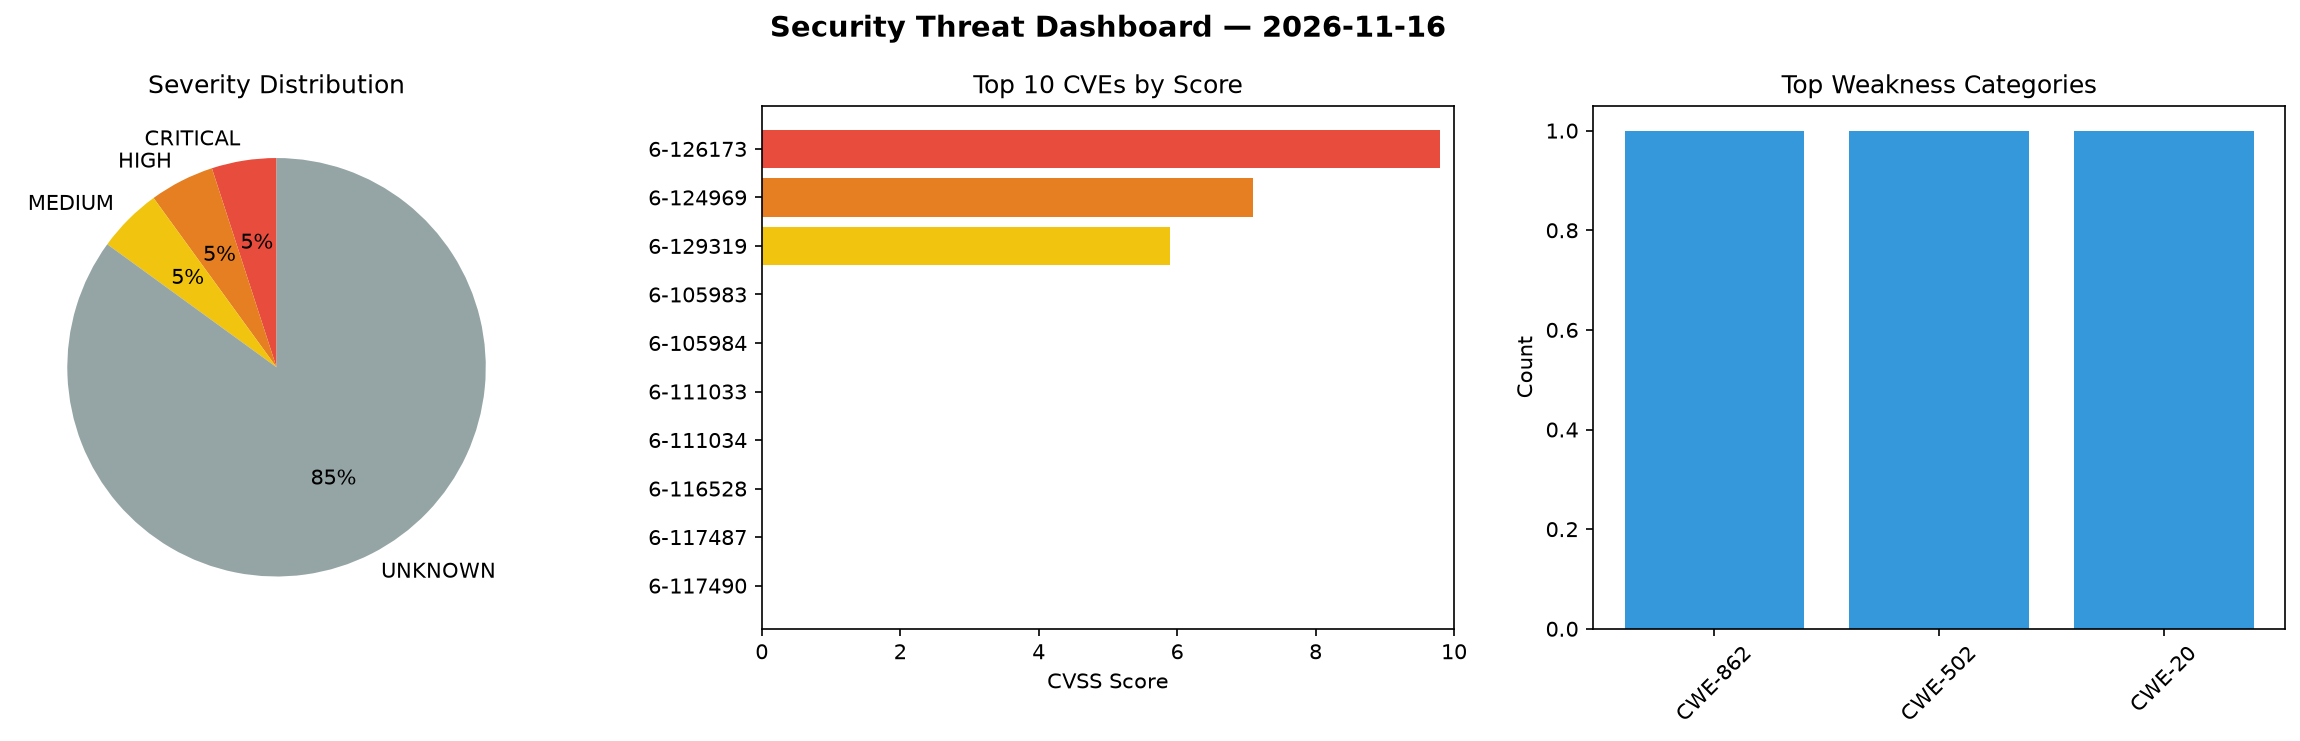 Security Threat Dashboard — 2026-11-16
Severity Distribution
CRITICAL
HIGH
MEDIUM
5%
5%
5%
85%
UNKNOWN
Top 10 CVEs by Score
6-126173
6-124969
6-129319
6-105983
6-105984
6-111033
6-111034
6-116528
6-117487
6-117490
0 2 4 6 8 10
CVSS Score
Top Weakness Categories
1.0
0.8
0.6
0.4
0.2
0.0
Count
CWE-862
CWE-502
CWE-20